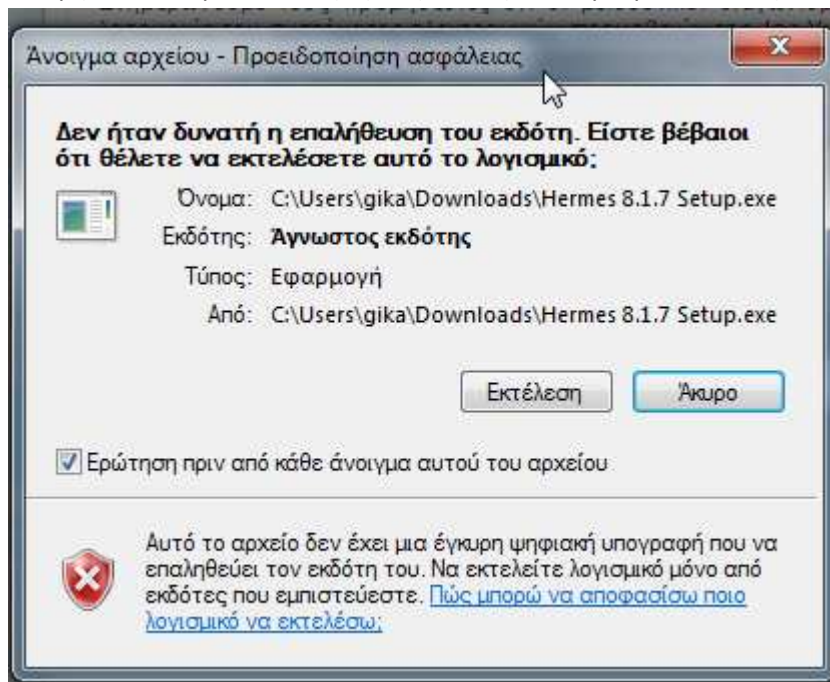 Άνοιγμα αρχείου - Προειδοποίηση ασφάλειας
Δεν ήταν δυνατή η επαλήθευση του εκδότη. Είστε βέβαιοι
ότι θέλετε να εκτελέσετε αυτό το λογισμικό;
Όνομα: C:\Users\gika\Downloads\Hermes 8.1.7 Setup.exe
Εκδότης: Άγνωστος εκδότης
Τύπος: Εφαρμογή
Από: C:\Users\gika\Downloads\Hermes 8.1.7 Setup.exe
Εκτέλεση Άκυρο
Ερώτηση πριν από κάθε άνοιγμα αυτού του αρχείου
Αυτό το αρχείο δεν έχει μια έγκυρη ψηφιακή υπογραφή που να
επαληθεύει τον εκδότη του. Να εκτελείτε λογισμικό μόνο από
εκδότες που εμπιστεύεστε. Πώς μπορώ να αποφασίσω ποιο
λογισμικό να εκτελέσω;